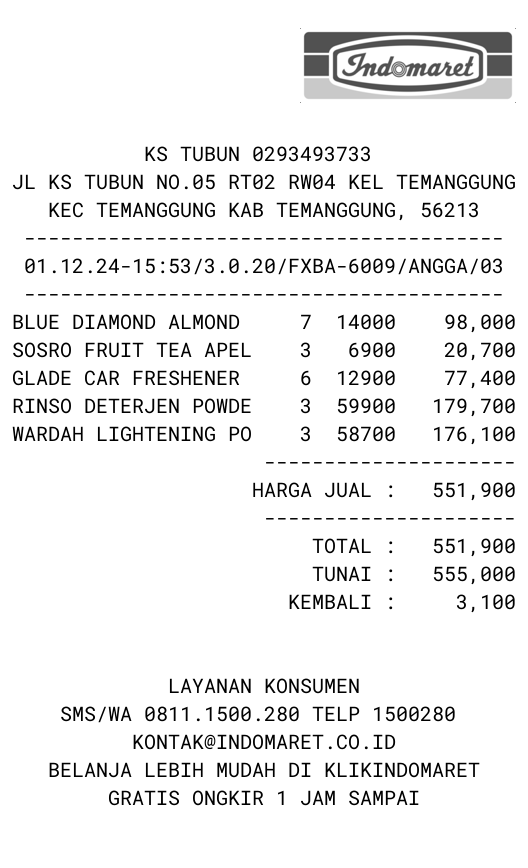 Indomaret
KS TUBUN 0293493733
JL KS TUBUN NO.05 RT02 RW04 KEL TEMANGGUNG
KEC TEMANGGUNG KAB TEMANGGUNG, 56213
----------------------------------------
01.12.24-15:53/3.0.20/FXBA-6009/ANGGA/03
----------------------------------------
BLUE DIAMOND ALMOND 7 14000 98,000
SOSRO FRUIT TEA APEL 3 6900 20,700
GLADE CAR FRESHENER 6 12900 77,400
RINSO DETERJEN POWDE 3 59900 179,700
WARDAH LIGHTENING PO 3 58700 176,100
---------------------
HARGA JUAL : 551,900
---------------------
TOTAL : 551,900
TUNAI : 555,000
KEMBALI : 3,100
LAYANAN KONSUMEN
SMS/WA 0811.1500.280 TELP 1500280
KONTAK@INDOMARET.CO.ID
BELANJA LEBIH MUDAH DI KLIKINDOMARET
GRATIS ONGKIR 1 JAM SAMPAI